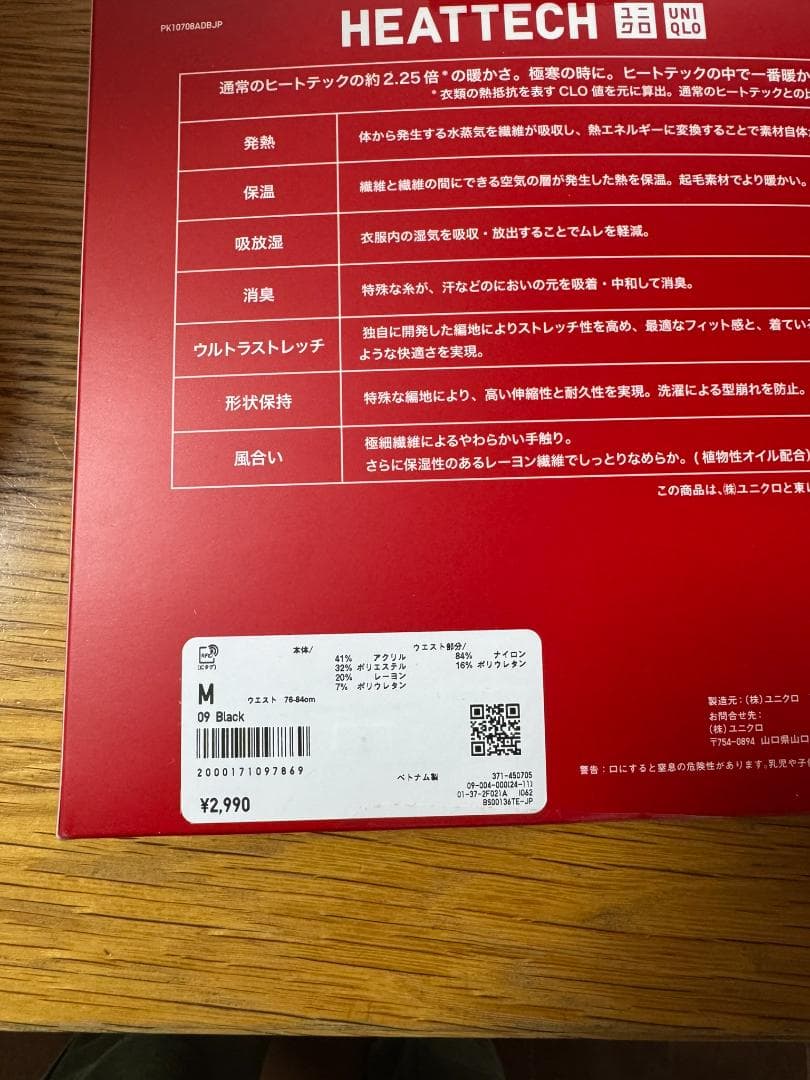 PK10708ADBJP
HEATTECH ユニクロ UNIQLO
通常のヒートテックの約2.25倍*の暖かさ。極寒の時に。ヒートテックの中で一番暖か
*衣類の熱抵抗を表すCLO値を元に算出。通常のヒートテックとの
発熱 体から発生する水蒸気を繊維が吸収し、熱エネルギーに変換することで素材自体
保温 繊維と繊維の間にできる空気の層が発生した熱を保温。起毛素材でより暖かい。
吸放湿 衣服内の湿気を吸収・放出することでムレを軽減。
消臭 特殊な糸が、汗などのにおいの元を吸着・中和して消臭。
ウルトラストレッチ 独自に開発した編地によりストレッチ性を高め、最適なフィット感と、着てい
ような快適さを実現。
形状保持 特殊な編地により、高い伸縮性と耐久性を実現。洗濯による型崩れを防止。
風合い 極細繊維によるやわらかい手触り。
さらに保湿性のあるレーヨン繊維でしっとりなめらか。(植物性オイル配合)
この商品は、㈱ユニクロと東
本体/ ウエスト部分/
41% アクリル 84% ナイロン
32% ポリエステル 16% ポリウレタン
20% レーヨン
7% ポリウレタン
M ウエスト 76-84cm
09 Black
2000171097869
ベトナム製
371-450705
09-004-000(24-11)
01-37-2F021A I062
BS00136TE-JP
¥2,990
製造元：(株)ユニクロ
お問合せ先：
(株)ユニクロ
〒754-0894 山口県山口
警告：口にすると窒息の危険性があります。乳児や子